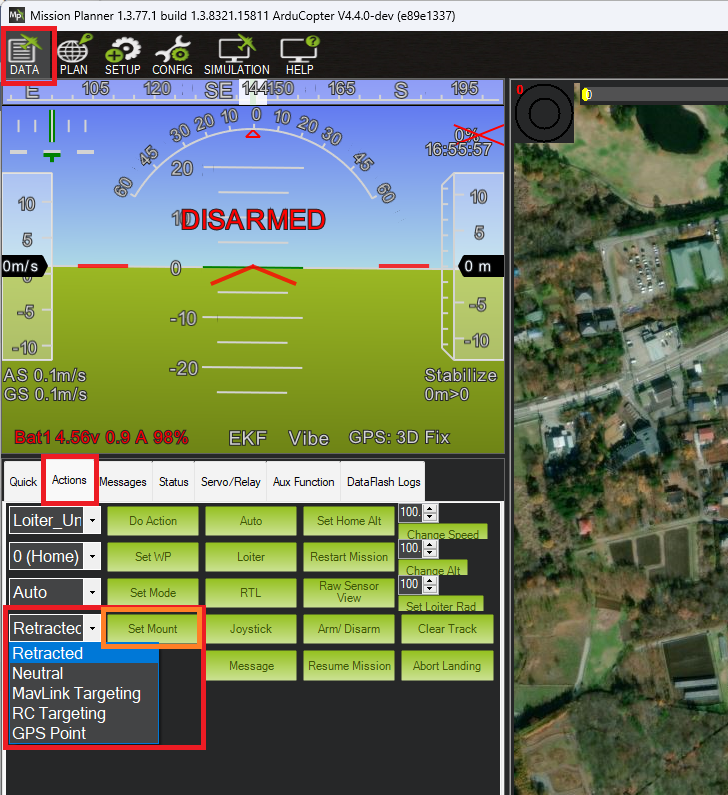 Mission Planner 1.3.77.1 build 1.3.8321.15811 ArduCopter V4.4.0-dev (e89e1337)
DATA PLAN SETUP CONFIG SIMULATION HELP
E 105 120 SE 144 150 165 S 195
0
60 45 30 20 10 0 10 20 30 45 60
0%
16:55:57
20
10
DISARMED
0
-10
-20
10
5
0m/s
0
-5
-10
10
5
0 m
-5
-10
AS 0.1m/s
GS 0.1m/s
Stabilize
0m>0
Bat1 4.56v 0.9 A 98% EKF Vibe GPS: 3D Fix
Quick Actions Messages Status Servo/Relay Aux Function DataFlash Logs
Loiter_Un Do Action Auto Set Home Alt 100. Change Speed
0 (Home) Set WP Loiter Restart Mission 100. Change Alt
Auto Set Mode RTL Raw Sensor View 100 Set Loiter Rad
Retracted Set Mount Joystick Arm/ Disarm Clear Track
Message Resume Mission Abort Landing
Retracted
Neutral
MavLink Targeting
RC Targeting
GPS Point